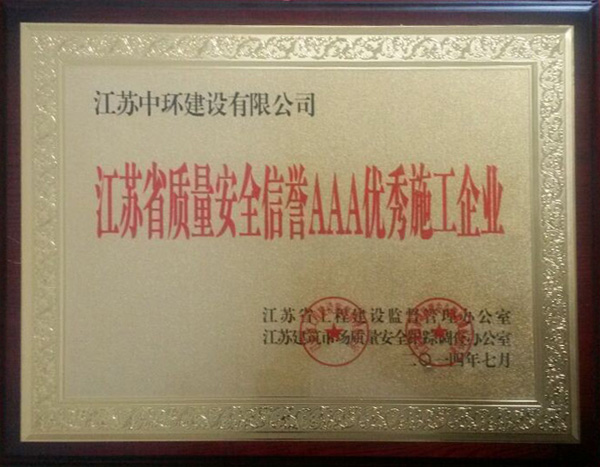 江苏中环建设有限公司
江苏省质量安全信誉AAA优秀施工企业
江苏省工程建设监督管理办公室
江苏建筑市场质量安全跟踪调查办公室
二〇一四年七月